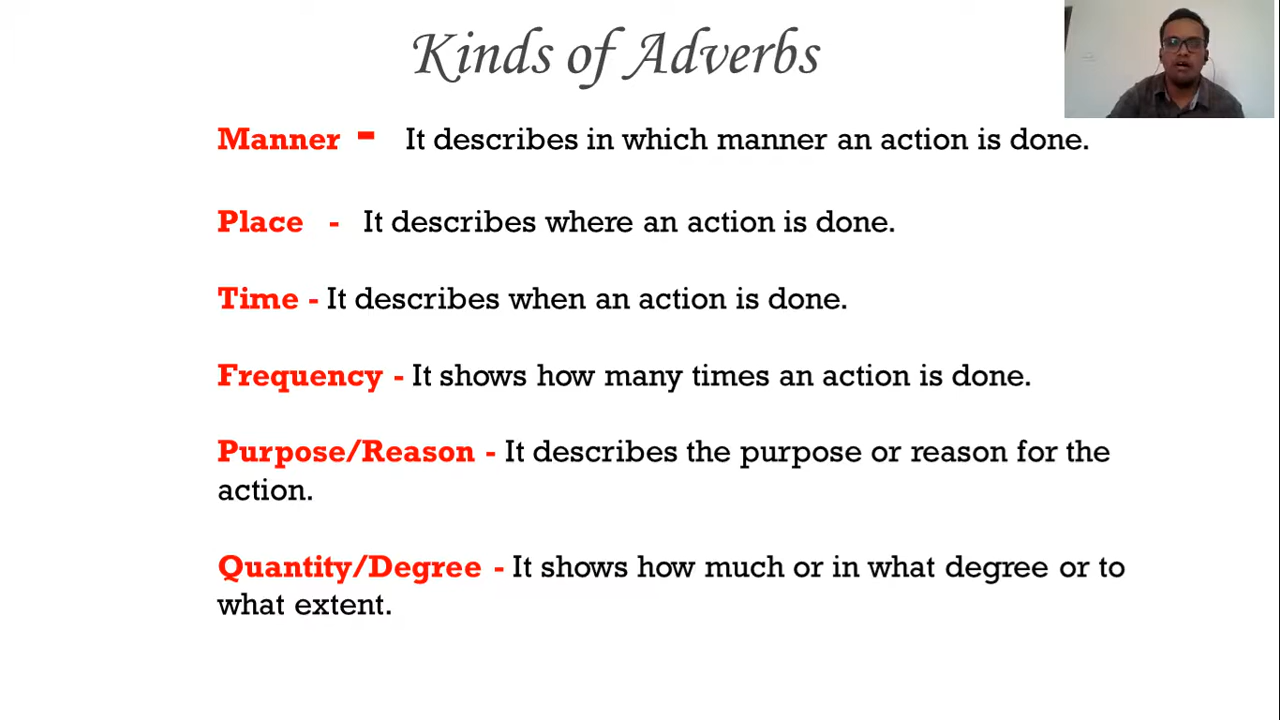 Kinds of Adverbs
Manner - It describes in which manner an action is done.
Place - It describes where an action is done.
Time - It describes when an action is done.
Frequency - It shows how many times an action is done.
Purpose/Reason - It describes the purpose or reason for the
action.
Quantity/Degree - It shows how much or in what degree or to
what extent.